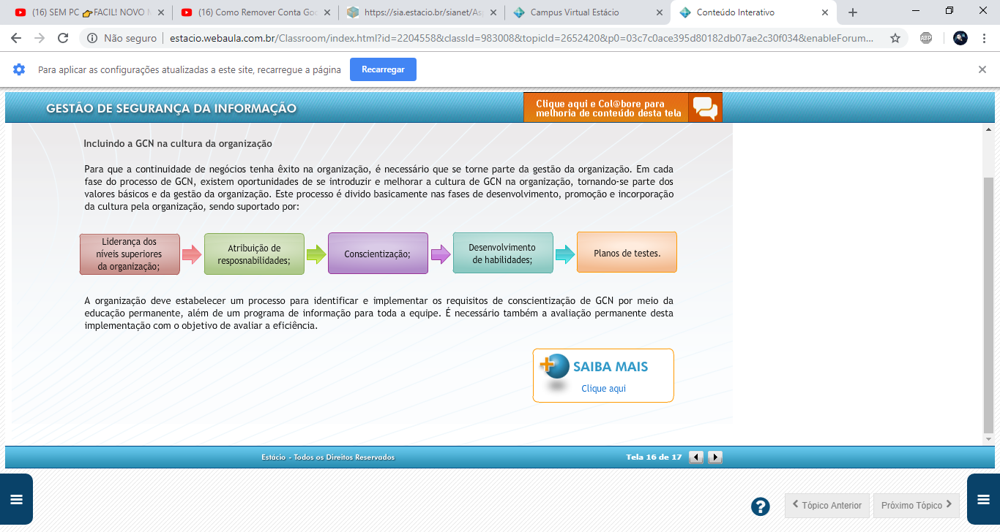 (16) SEM PC 👉FACIL! NOVO
(16) Como Remover Conta Goo
https://sia.estacio.br/sianet/As
Campus Virtual Estácio
Conteúdo Interativo
Não seguro
estacio.webaula.com.br/Classroom/index.html?id=2204558&classId=983008&topicId=2652420&p0=03c7c0ace395d80182db07ae2c30f034&enableForum...
ABP
Para aplicar as configurações atualizadas a este site, recarregue a página
Recarregar
GESTÃO DE SEGURANÇA DA INFORMAÇÃO
Clique aqui e Col@bore para
melhoria de conteúdo desta tela
Incluindo a GCN na cultura da organização
Para que a continuidade de negócios tenha êxito na organização, é necessário que se torne parte da gestão da organização. Em cada
fase do processo de GCN, existem oportunidades de se introduzir e melhorar a cultura de GCN na organização, tornando-se parte dos
valores básicos e da gestão da organização. Este processo é divido basicamente nas fases de desenvolvimento, promoção e incorporação
da cultura pela organização, sendo suportado por:
Liderança dos
níveis superiores
da organização;
Atribuição de
resposnabilidades;
Conscientização;
Desenvolvimento
de habilidades;
Planos de testes.
A organização deve estabelecer um processo para identificar e implementar os requisitos de conscientização de GCN por meio da
educação permanente, além de um programa de informação para toda a equipe. É necessário também a avaliação permanente desta
implementação com o objetivo de avaliar a eficiência.
SAIBA MAIS
Clique aqui
Estácio - Todos os Direitos Reservados
Tela 16 de 17
Tópico Anterior
Próximo Tópico